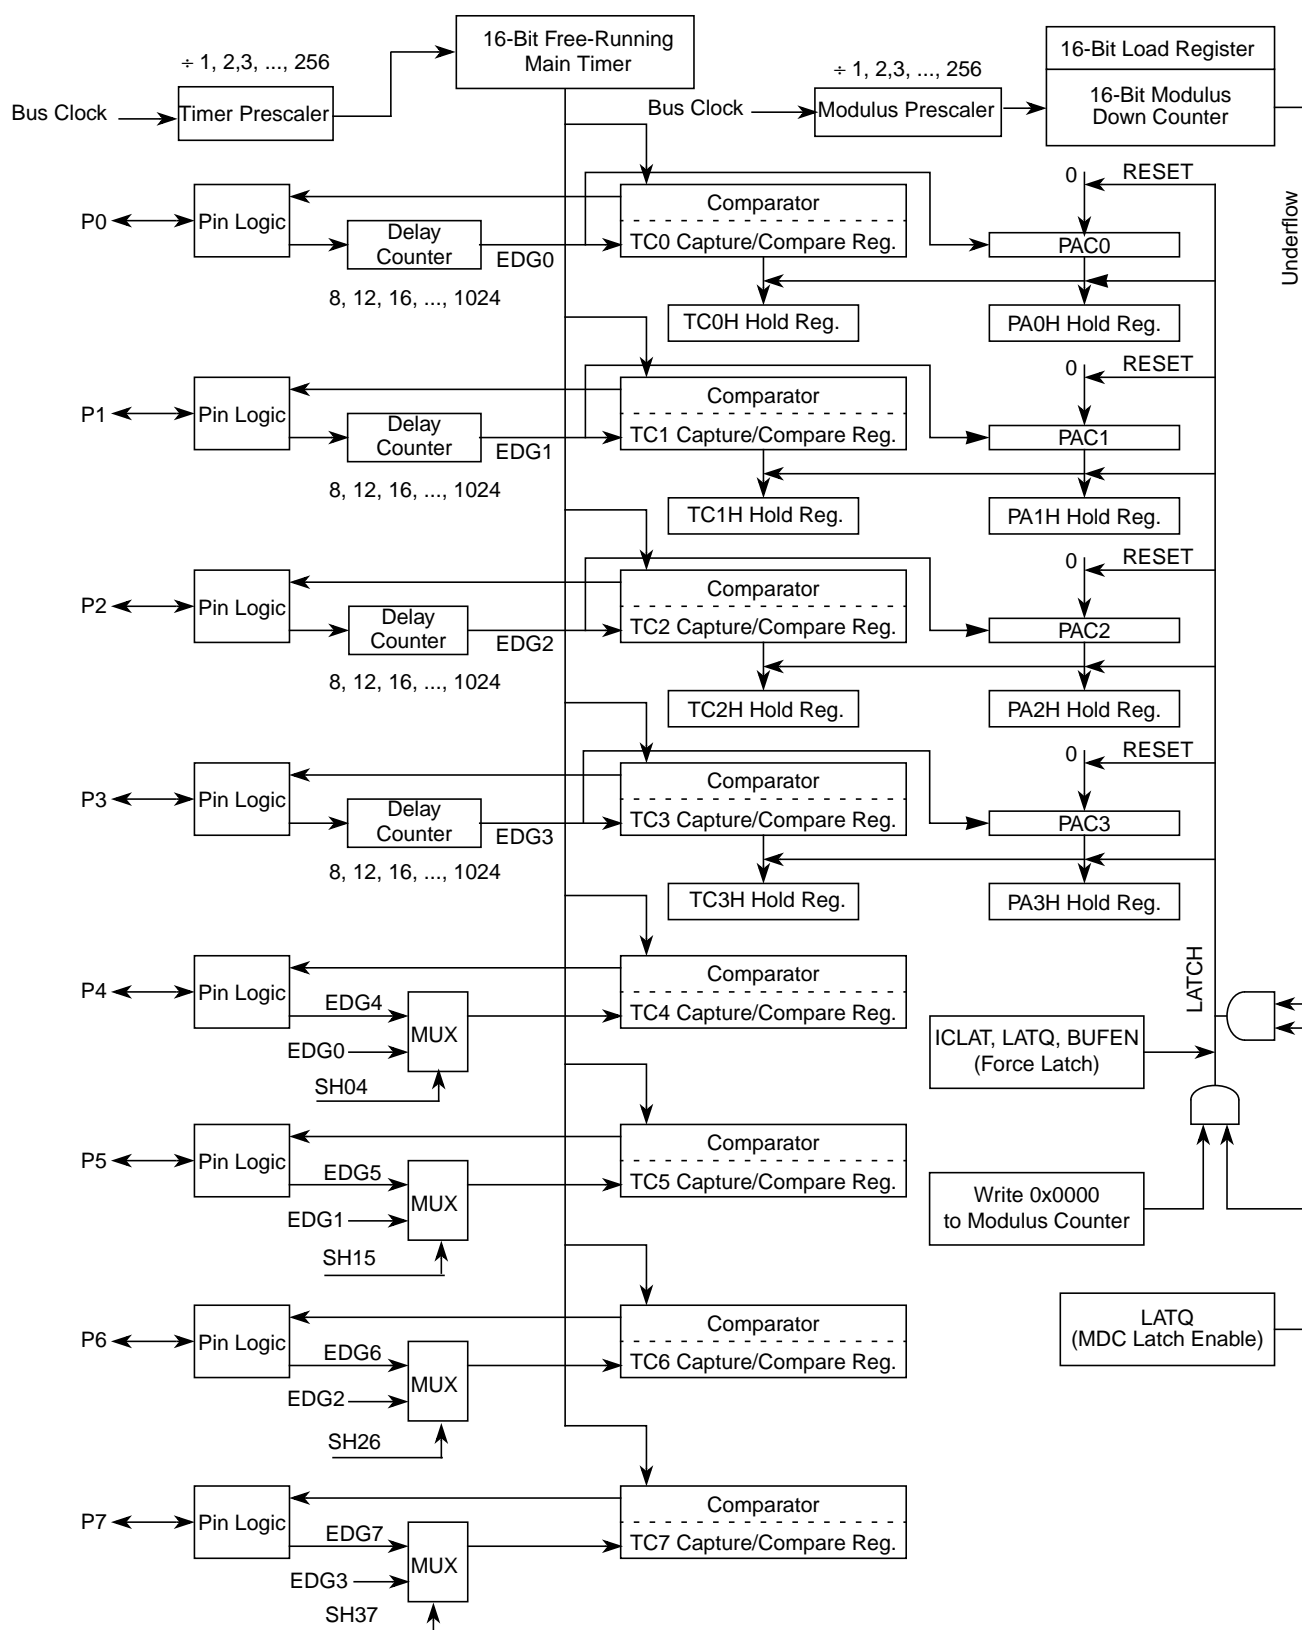 16-Bit Free-Running
Main Timer
÷ 1, 2,3, ..., 256
Bus Clock
Timer Prescaler
÷ 1, 2,3, ..., 256
Bus Clock
Modulus Prescaler
16-Bit Load Register
16-Bit Modulus
Down Counter
Underflow
P0
Pin Logic
Delay
Counter
EDG0
8, 12, 16, ..., 1024
Comparator
TC0 Capture/Compare Reg.
TC0H Hold Reg.
0
RESET
PAC0
PA0H Hold Reg.
P1
Pin Logic
Delay
Counter
EDG1
8, 12, 16, ..., 1024
Comparator
TC1 Capture/Compare Reg.
TC1H Hold Reg.
0
RESET
PAC1
PA1H Hold Reg.
P2
Pin Logic
Delay
Counter
EDG2
8, 12, 16, ..., 1024
Comparator
TC2 Capture/Compare Reg.
TC2H Hold Reg.
0
RESET
PAC2
PA2H Hold Reg.
P3
Pin Logic
Delay
Counter
EDG3
8, 12, 16, ..., 1024
Comparator
TC3 Capture/Compare Reg.
TC3H Hold Reg.
0
RESET
PAC3
PA3H Hold Reg.
P4
Pin Logic
EDG4
EDG0
MUX
SH04
Comparator
TC4 Capture/Compare Reg.
LATCH
ICLAT, LATQ, BUFEN
(Force Latch)
P5
Pin Logic
EDG5
EDG1
MUX
SH15
Comparator
TC5 Capture/Compare Reg.
Write 0x0000
to Modulus Counter
P6
Pin Logic
EDG6
EDG2
MUX
SH26
Comparator
TC6 Capture/Compare Reg.
LATQ
(MDC Latch Enable)
P7
Pin Logic
EDG7
EDG3
MUX
SH37
Comparator
TC7 Capture/Compare Reg.